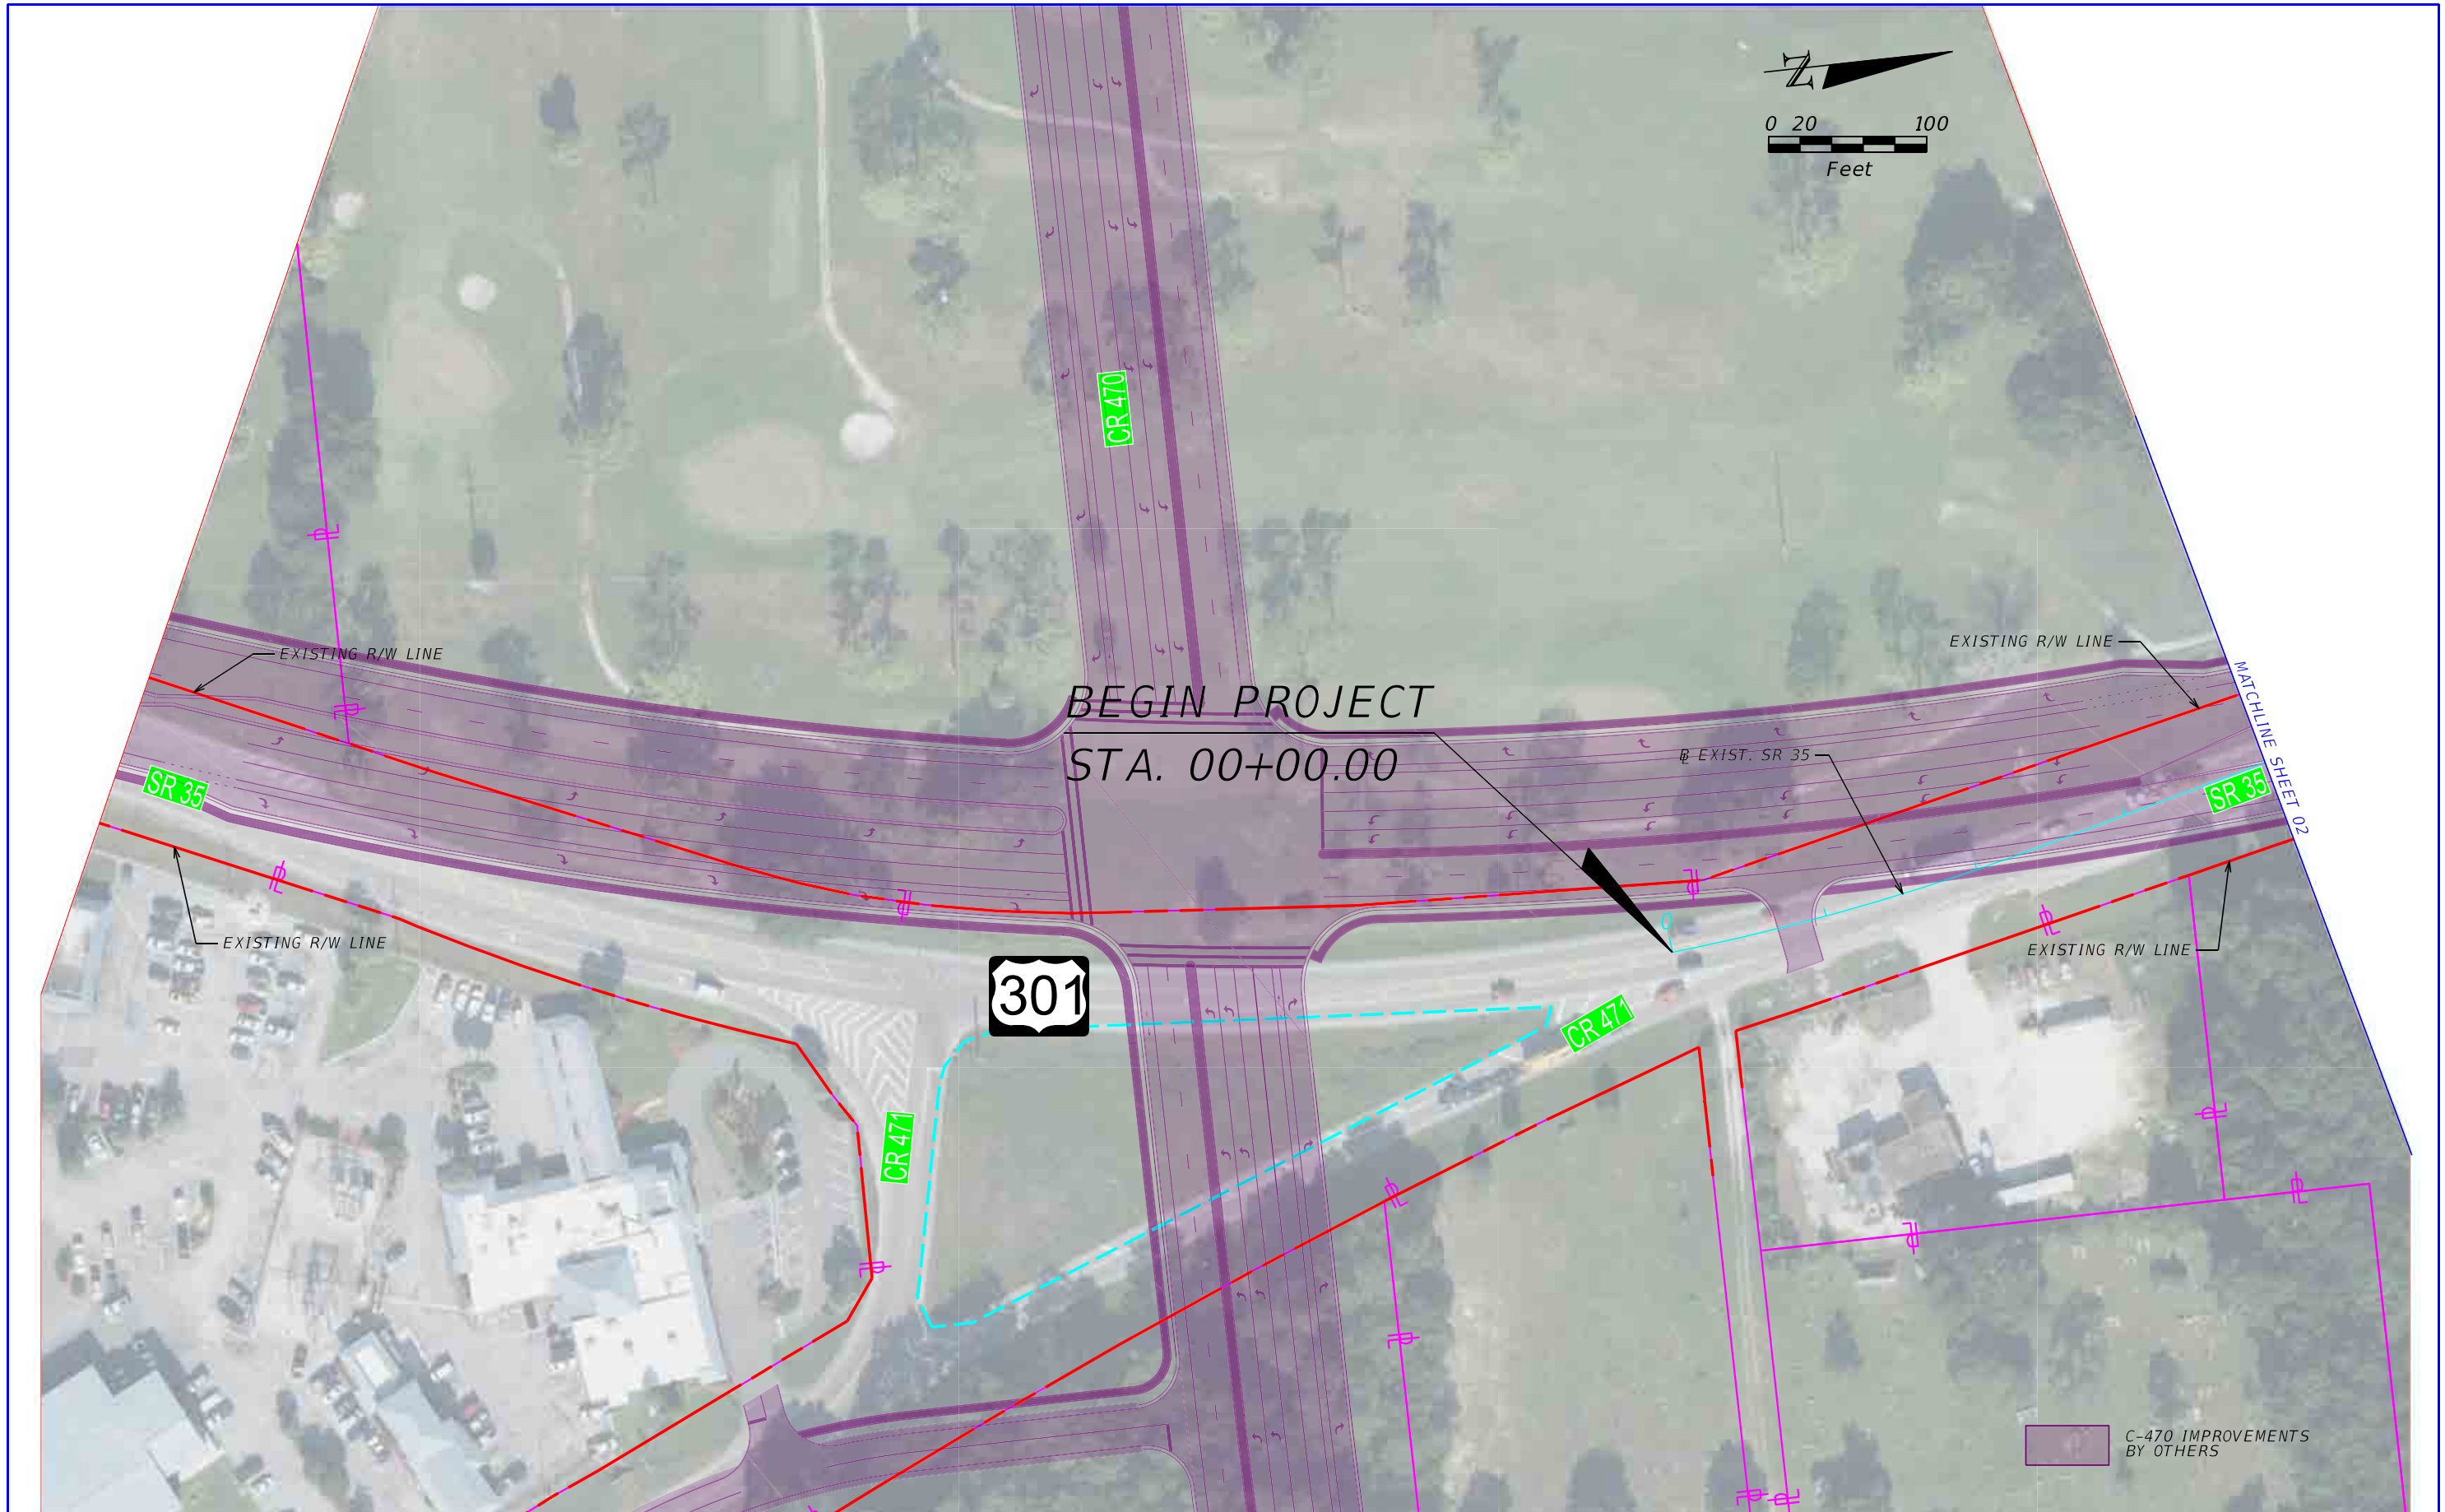 N
0 20 100
Feet
CR 470
EXISTING R/W LINE
EXISTING R/W LINE
BEGIN PROJECT
STA. 00+00.00
MATCHLINE SHEET 02
℄ EXIST. SR 35
SR 35
SR 35
0
EXISTING R/W LINE
EXISTING R/W LINE
301
CR 471
CR 471
C-470 IMPROVEMENTS
BY OTHERS